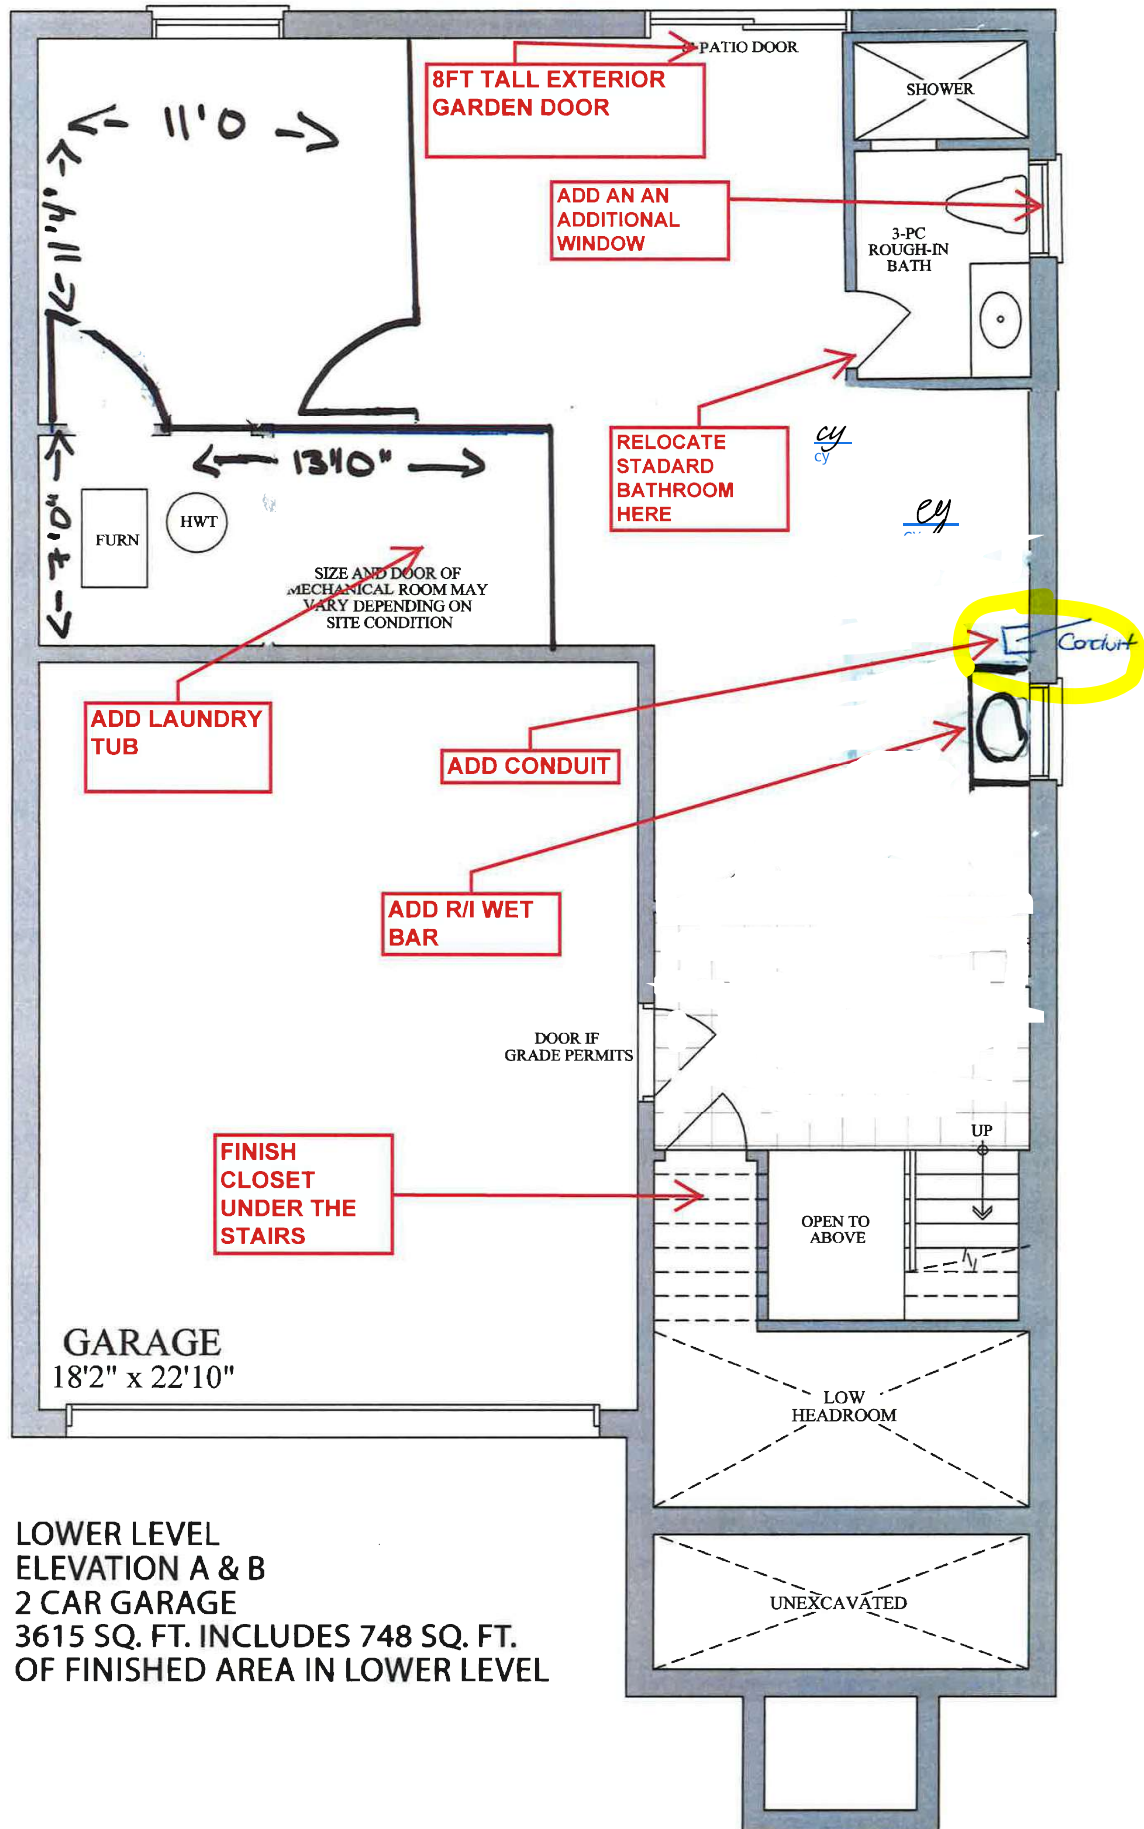 PATIO DOOR
8FT TALL EXTERIOR
GARDEN DOOR
SHOWER
11'0
11'4"
ADD AN AN
ADDITIONAL
WINDOW
3-PC
ROUGH-IN
BATH
RELOCATE
STADARD
BATHROOM
HERE
cy
cy
cy
13'10"
7'0"
FURN
HWT
SIZE AND DOOR OF
MECHANICAL ROOM MAY
VARY DEPENDING ON
SITE CONDITION
Conduit
ADD LAUNDRY
TUB
ADD CONDUIT
ADD R/I WET
BAR
DOOR IF
GRADE PERMITS
UP
FINISH
CLOSET
UNDER THE
STAIRS
OPEN TO
ABOVE
GARAGE
18'2" x 22'10"
LOW
HEADROOM
LOWER LEVEL
ELEVATION A & B
2 CAR GARAGE
3615 SQ. FT. INCLUDES 748 SQ. FT.
OF FINISHED AREA IN LOWER LEVEL
UNEXCAVATED